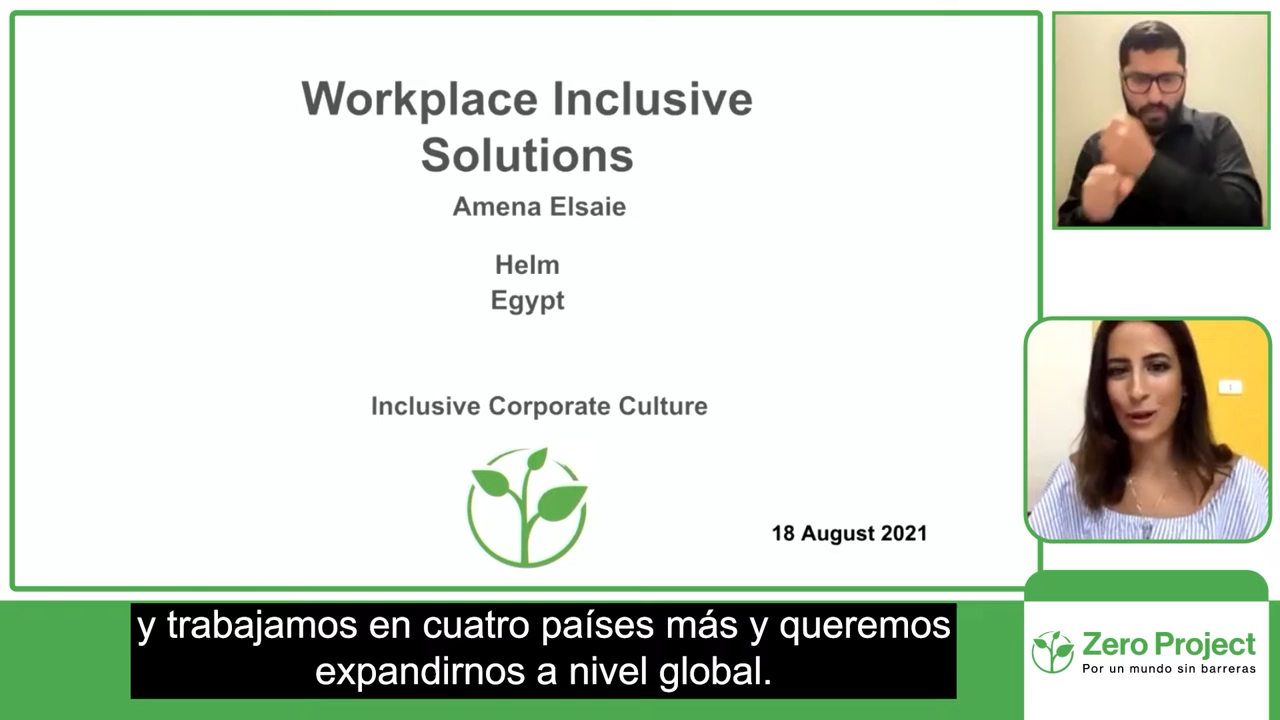 Workplace Inclusive
Solutions
Amena Elsaie
Helm
Egypt
Inclusive Corporate Culture
18 August 2021
y trabajamos en cuatro países más y queremos
expandirnos a nivel global.
Zero Project
Por un mundo sin barreras